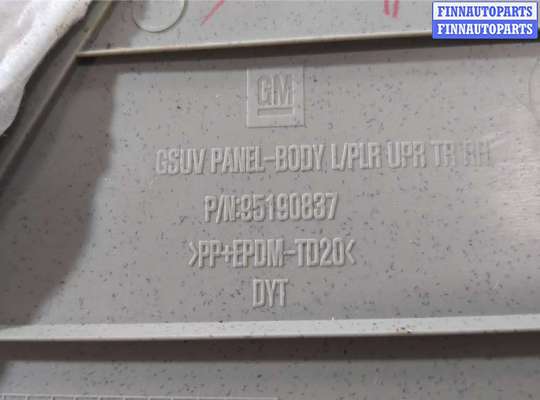 FINNAUTOPARTS
FINNAUTOPARTS
GM
GSUV PANEL-BODY L/PLR UPR TR RH
P/N:95190837
>PP+EPDM-TD20<
DYT